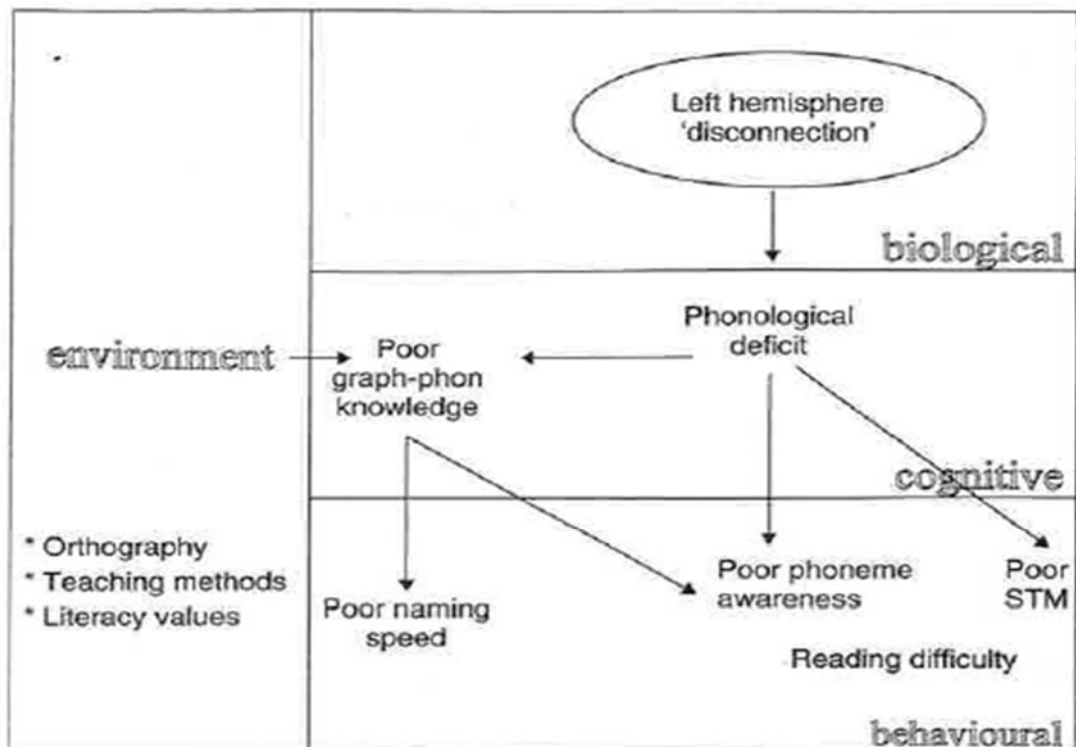 Left hemisphere
'disconnection'
biological
Phonological
deficit
environment
Poor
graph-phon
knowledge
cognitive
* Orthography
* Teaching methods
* Literacy values
Poor naming
speed
Poor phoneme
awareness
Poor
STM
Reading difficulty
behavioural